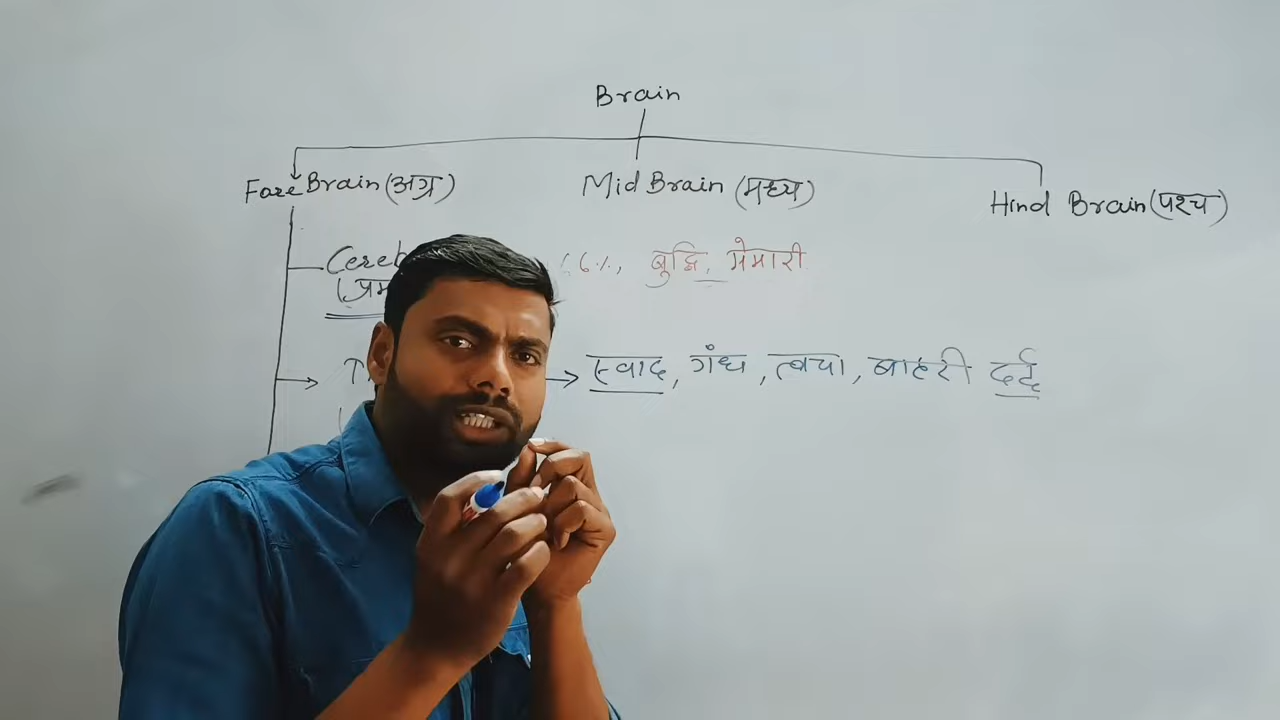 Brain
Fore Brain (अग्र) Mid Brain (मध्य) Hind Brain (पश्च)
बुद्धि, मेमारी
→ स्वाद, गंध, त्वचा, बाहरी दर्द